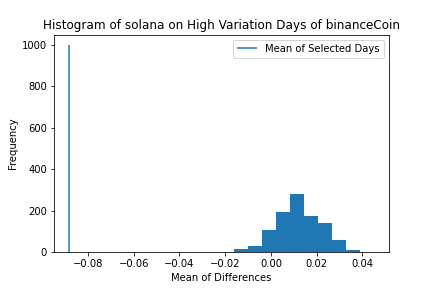 Histogram of solana on High Variation Days of binanceCoin
Mean of Selected Days
Frequency
1000
800
600
400
200
0
−0.08 −0.06 −0.04 −0.02 0.00 0.02 0.04
Mean of Differences